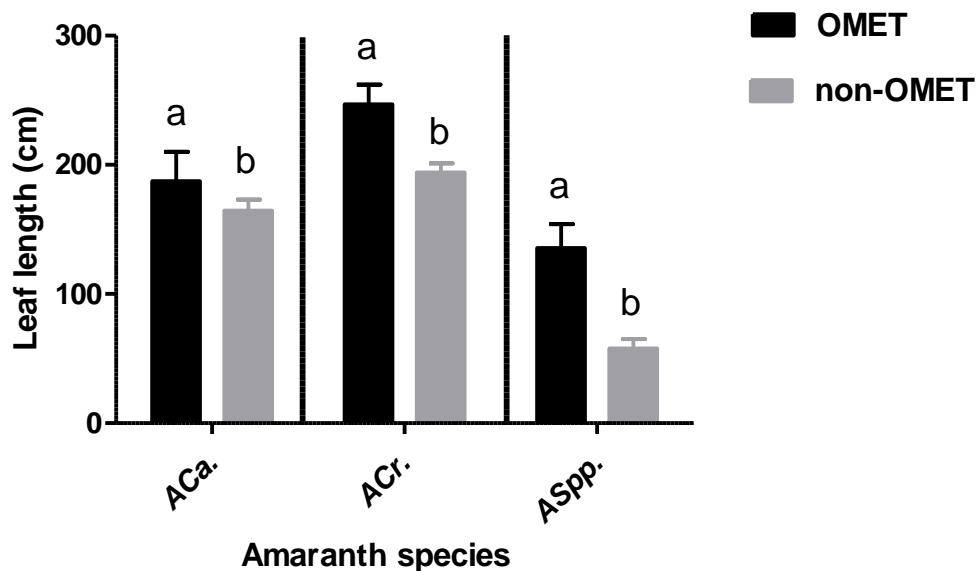 OMET
non-OMET
Leaf length (cm)
300
200
100
0
a
b
a
b
a
b
ACa.
ACr.
ASpp.
Amaranth species